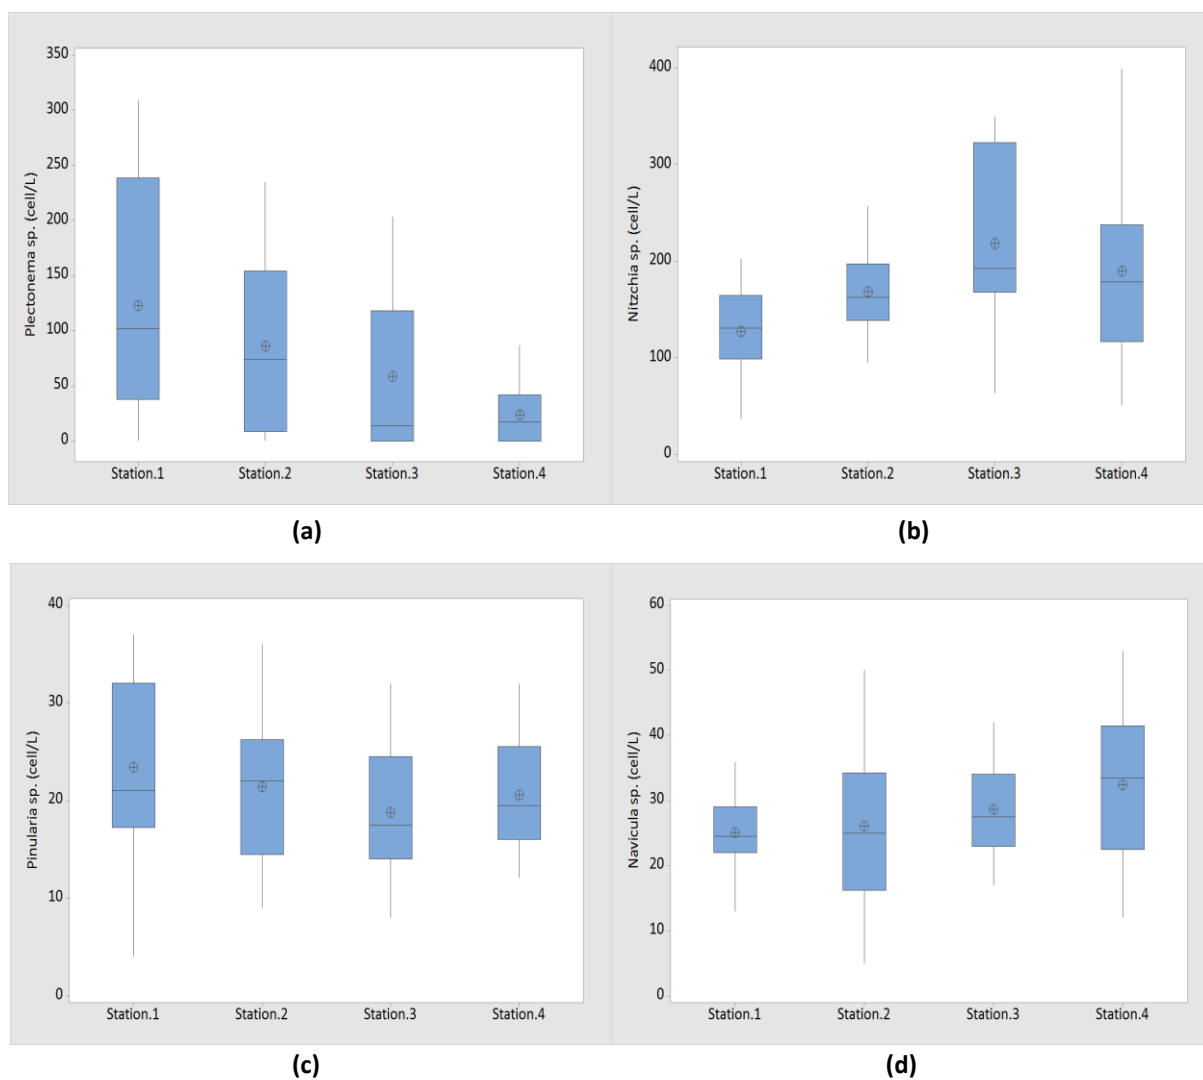 350
300
250
200
150
100
50
0
Plectonema sp. (cell/L)
Station.1 Station.2 Station.3 Station.4
(a)
400
300
200
100
0
Nitzchia sp. (cell/L)
Station.1 Station.2 Station.3 Station.4
(b)
40
30
20
10
0
Pinularia sp. (cell/L)
Station.1 Station.2 Station.3 Station.4
(c)
60
50
40
30
20
10
0
Navicula sp. (cell/L)
Station.1 Station.2 Station.3 Station.4
(d)